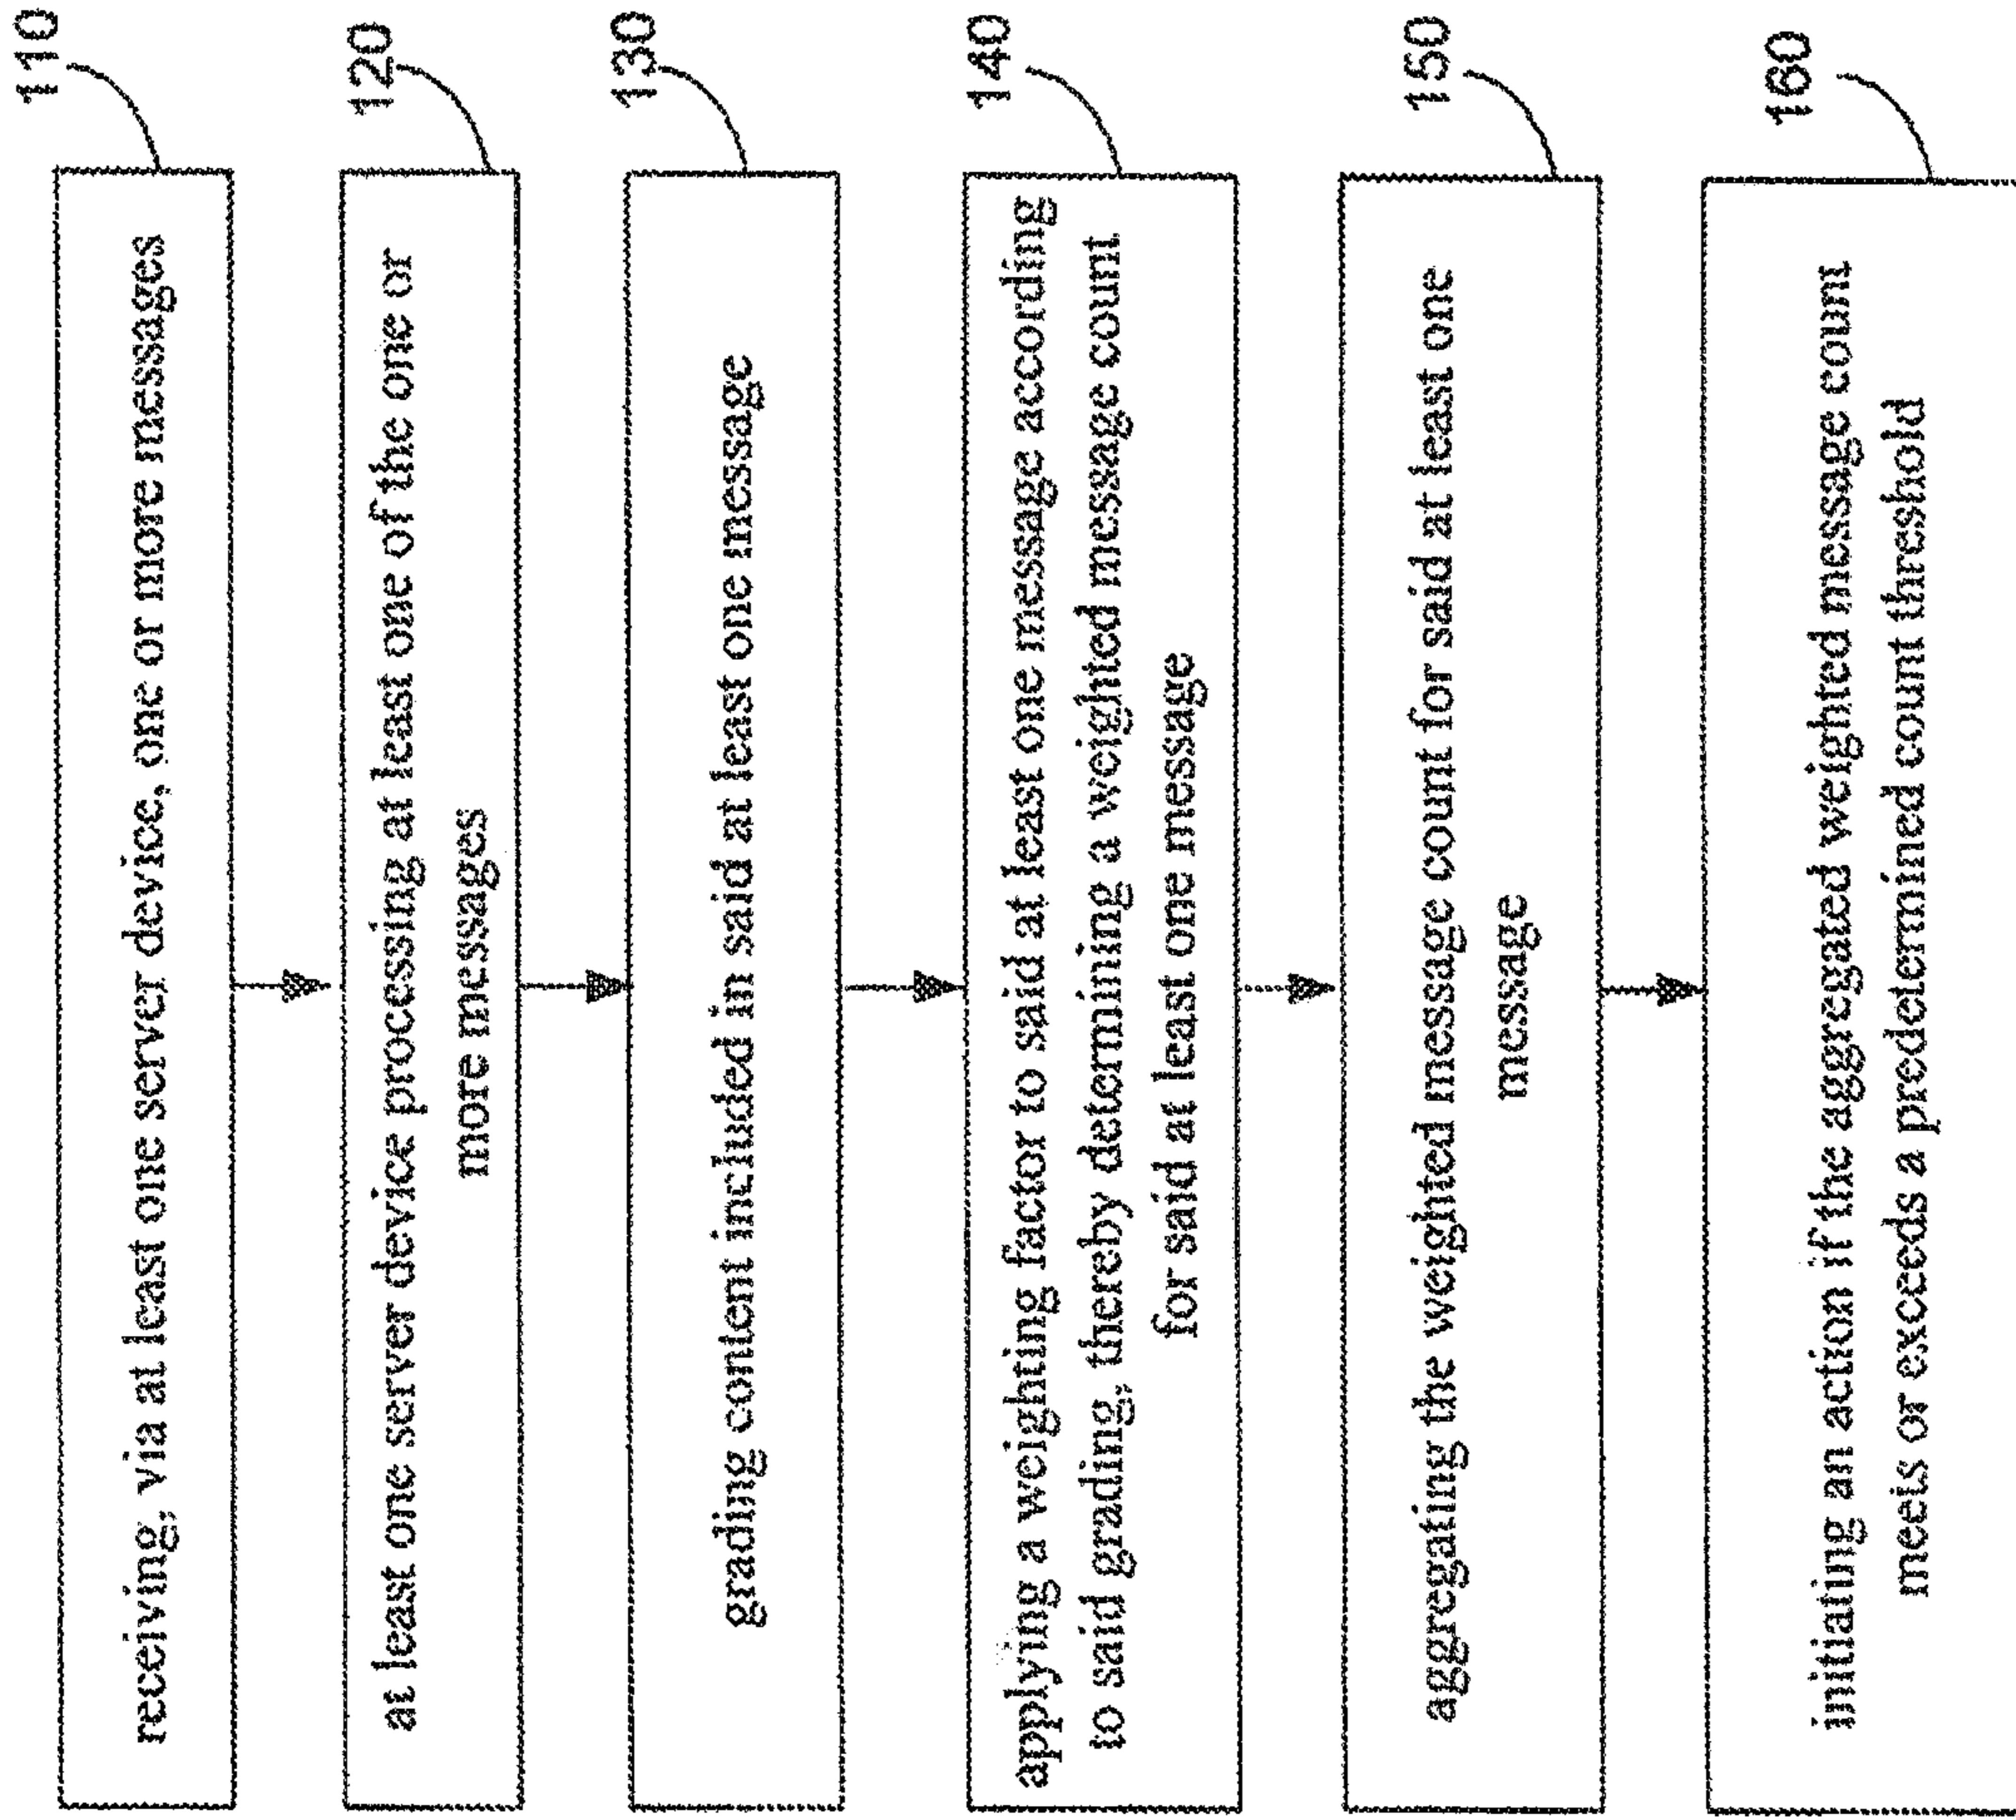 110
receiving, via at least one server device, one or more messages
120
at least one server device processing at least one of the one or
more messages
130
grading content included in said at least one message
140
applying a weighting factor to said at least one message according
to said grading, thereby determining a weighted message count
for said at least one message
150
aggregating the weighted message count for said at least one
message
160
initiating an action if the aggregated weighted message count
meets or exceeds a predetermined count threshold